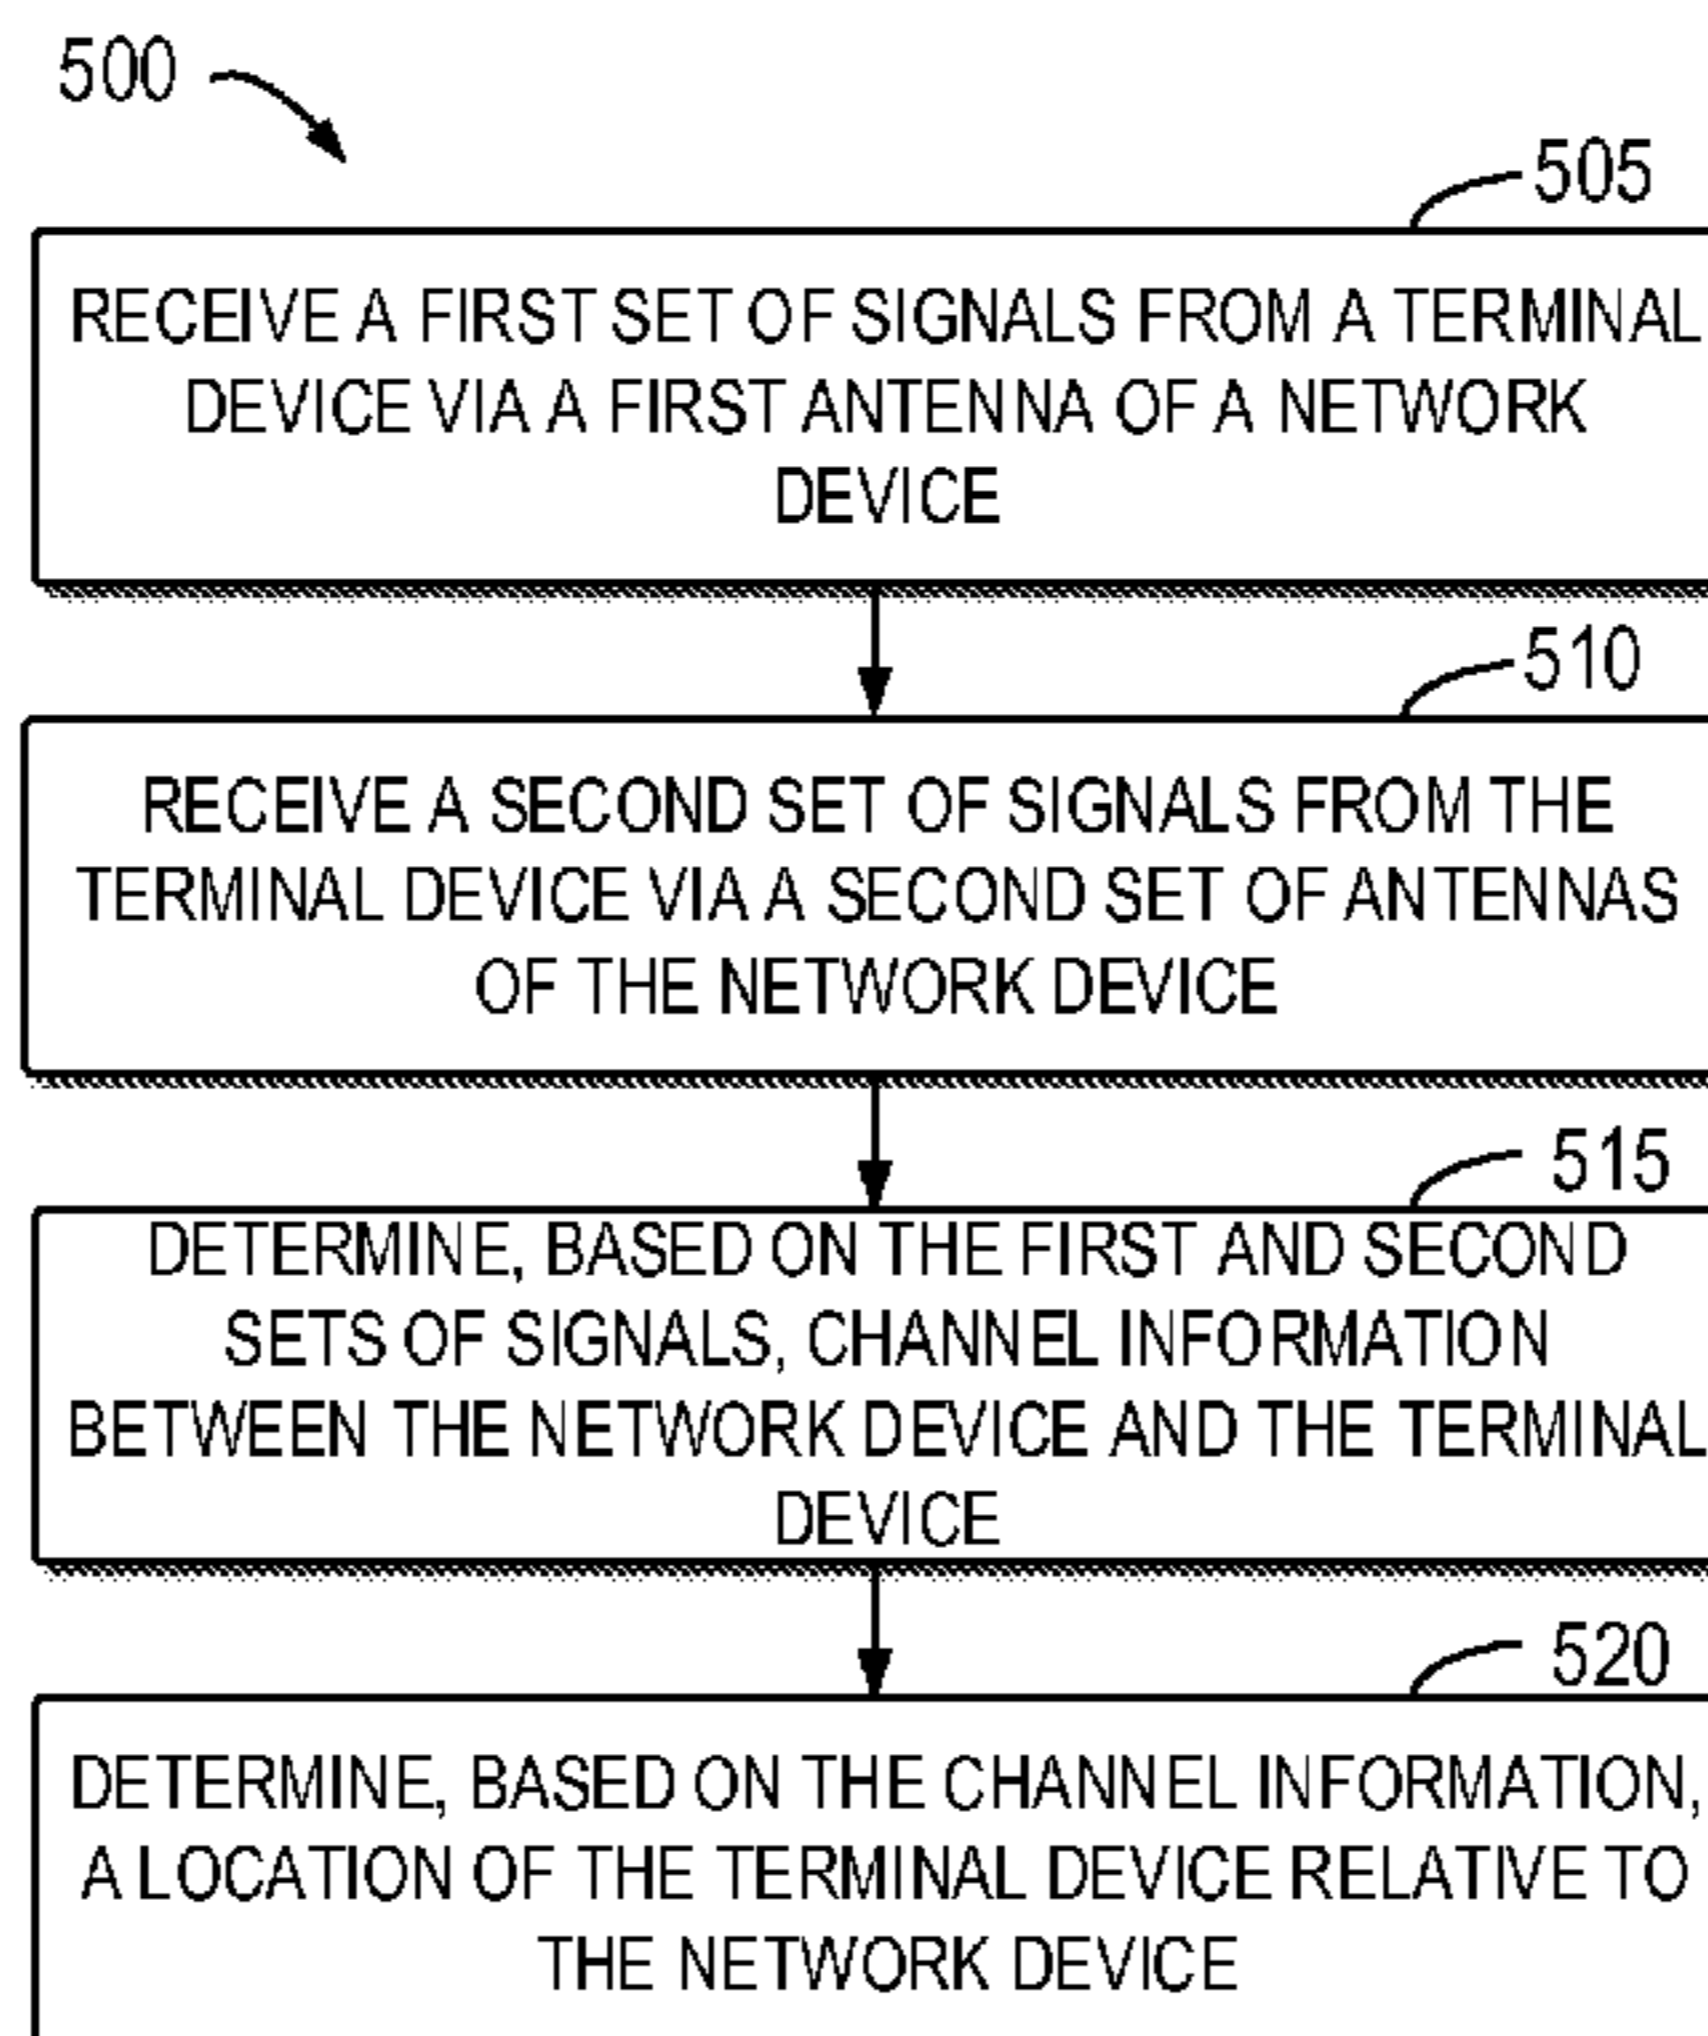 500
505
RECEIVE A FIRST SET OF SIGNALS FROM A TERMINAL
DEVICE VIA A FIRST ANTENNA OF A NETWORK
DEVICE
510
RECEIVE A SECOND SET OF SIGNALS FROM THE
TERMINAL DEVICE VIA A SECOND SET OF ANTENNAS
OF THE NETWORK DEVICE
515
DETERMINE, BASED ON THE FIRST AND SECOND
SETS OF SIGNALS, CHANNEL INFORMATION
BETWEEN THE NETWORK DEVICE AND THE TERMINAL
DEVICE
520
DETERMINE, BASED ON THE CHANNEL INFORMATION,
A LOCATION OF THE TERMINAL DEVICE RELATIVE TO
THE NETWORK DEVICE